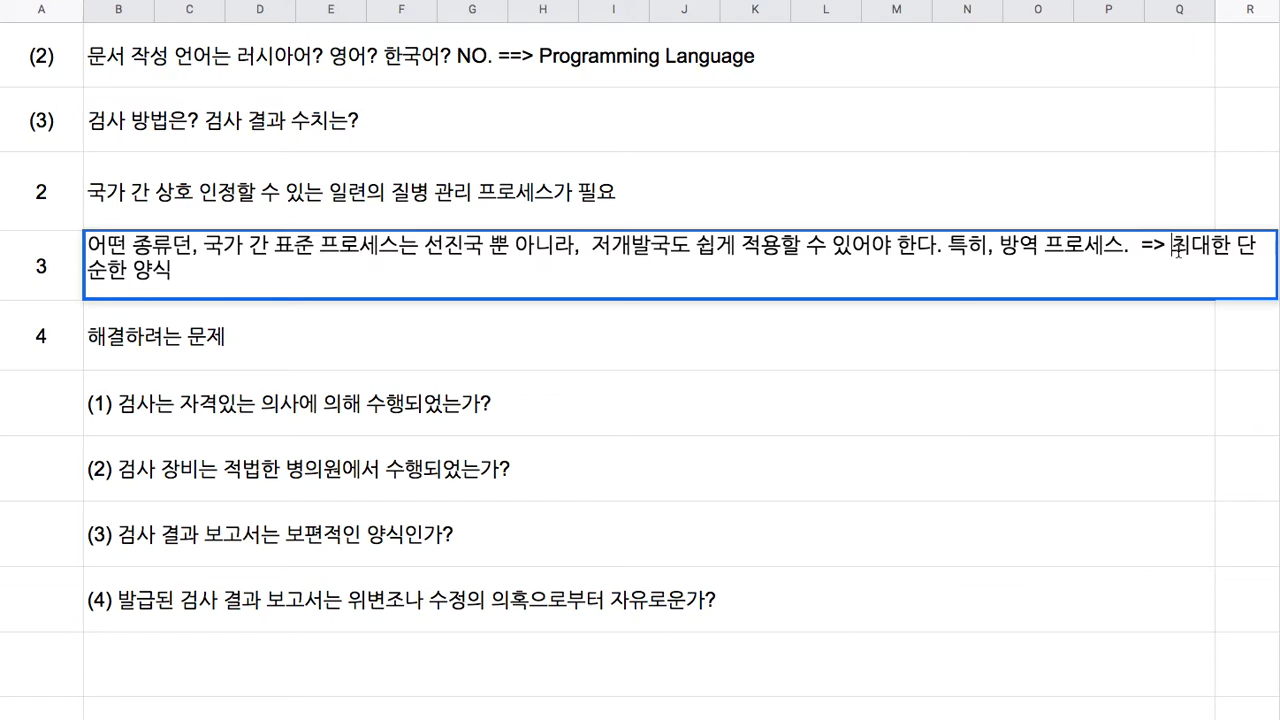 A B C D E F G H I J K L M N O P Q R
(2) 문서 작성 언어는 러시아어? 영어? 한국어? NO. ==> Programming Language
(3) 검사 방법은? 검사 결과 수치는?
2 국가 간 상호 인정할 수 있는 일련의 질병 관리 프로세스가 필요
3 어떤 종류던, 국가 간 표준 프로세스는 선진국 뿐 아니라, 저개발국도 쉽게 적용할 수 있어야 한다. 특히, 방역 프로세스. => 최대한 단
순한 양식
4 해결하려는 문제
(1) 검사는 자격있는 의사에 의해 수행되었는가?
(2) 검사 장비는 적법한 병의원에서 수행되었는가?
(3) 검사 결과 보고서는 보편적인 양식인가?
(4) 발급된 검사 결과 보고서는 위변조나 수정의 의혹으로부터 자유로운가?